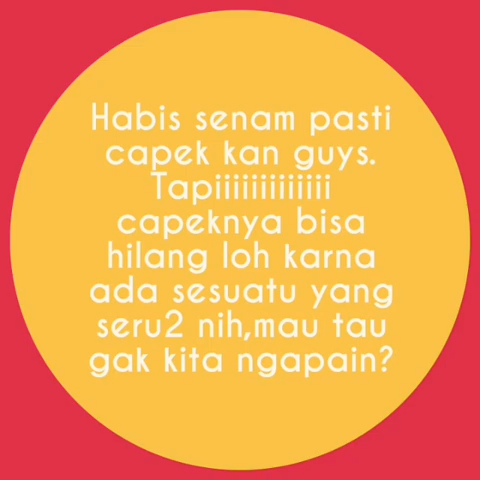 Habis senam pasti
capek kan guys.
Tapiiiiiiiiiiiii
capeknya bisa
hilang loh karna
ada sesuatu yang
seru2 nih,mau tau
gak kita ngapain?